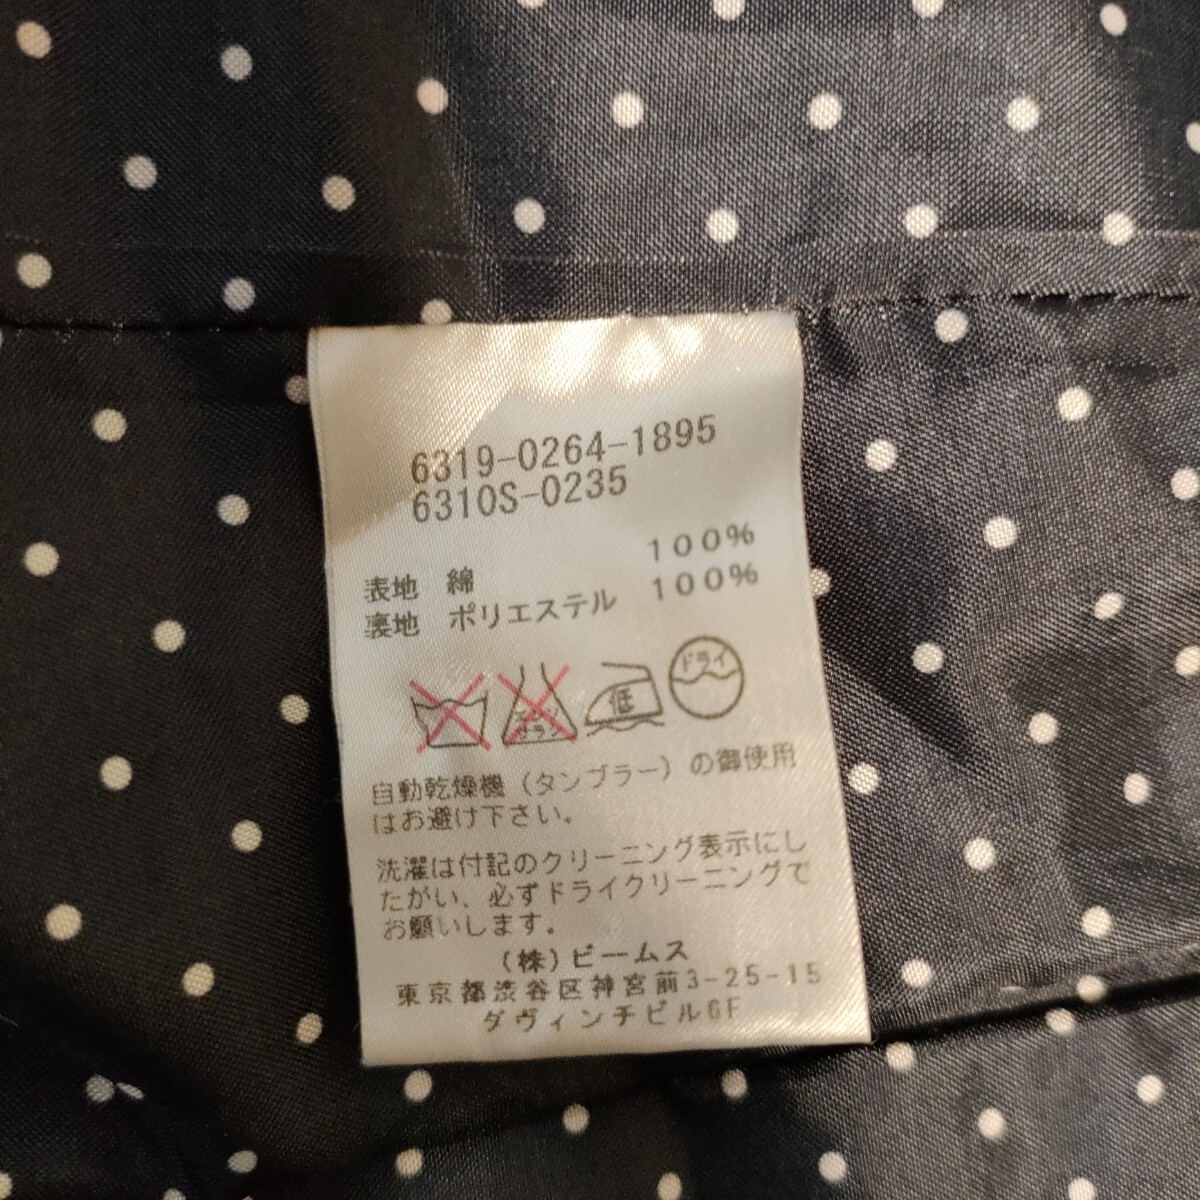 6319-0264-1895
6310S-0235
表地 綿 100%
裏地 ポリエステル 100%
低 ドライ
自動乾燥機（タンブラー）の御使用
はお避け下さい。
洗濯は付記のクリーニング表示にし
たがい、必ずドライクリーニングで
お願いします。
（株）ビームス
東京都渋谷区神宮前3-25-15
ダヴィンチビル6F